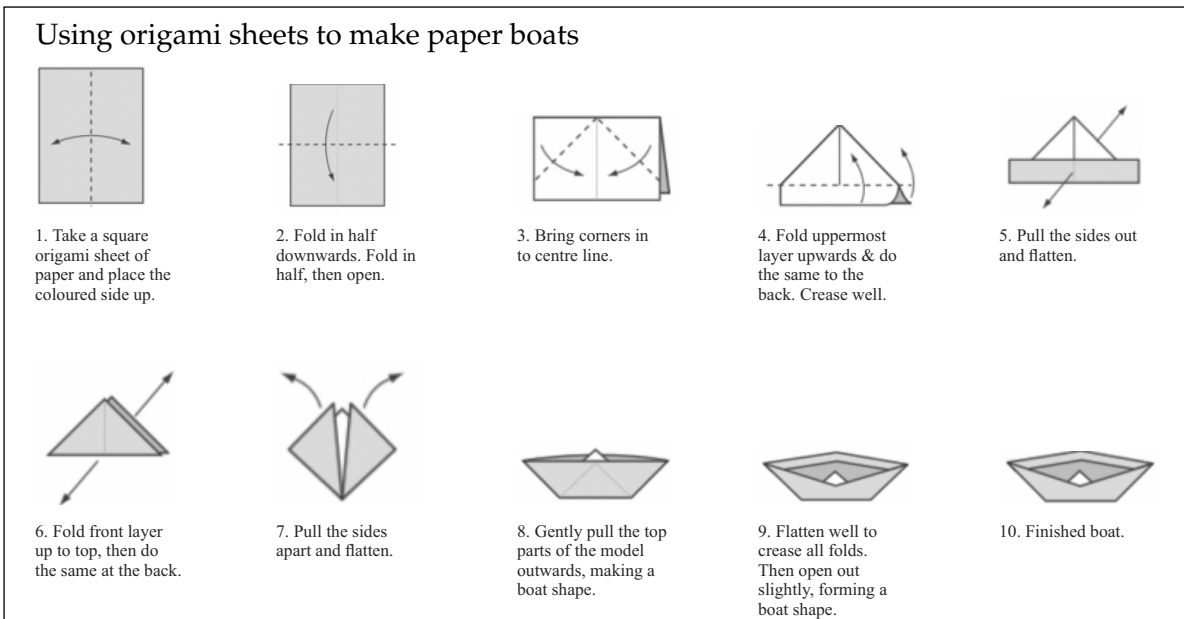 Using origami sheets to make paper boats
1. Take a square
origami sheet of
paper and place the
coloured side up.
2. Fold in half
downwards. Fold in
half, then open.
3. Bring corners in
to centre line.
4. Fold uppermost
layer upwards & do
the same to the
back. Crease well.
5. Pull the sides out
and flatten.
6. Fold front layer
up to top, then do
the same at the back.
7. Pull the sides
apart and flatten.
8. Gently pull the top
parts of the model
outwards, making a
boat shape.
9. Flatten well to
crease all folds.
Then open out
slightly, forming a
boat shape.
10. Finished boat.